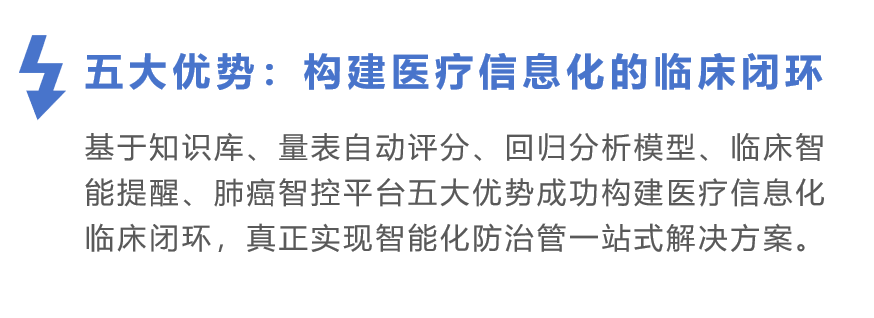 五大优势：构建医疗信息化的临床闭环
基于知识库、量表自动评分、回归分析模型、临床智
能提醒、肺癌智控平台五大优势成功构建医疗信息化
临床闭环，真正实现智能化防治管一站式解决方案。